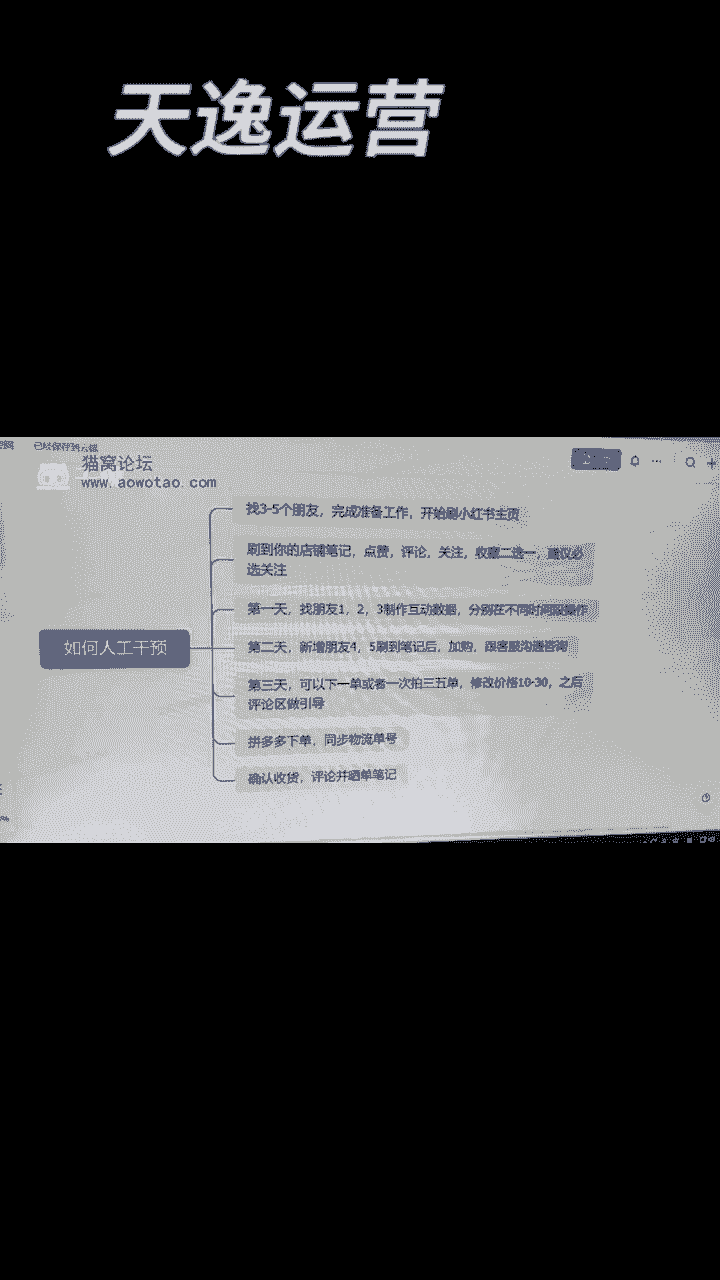 天逸运营
已经保存到云端
猫窝论坛
www.aowotao.com
找3-5个朋友，完成准备工作，开始刷小红书主页
刷到你的店铺笔记，点赞，评论，关注，收藏二选一，建议必
选关注
第一天，找朋友1，2，3制作互动数据，分别在不同时间段操作
如何人工干预
第二天，新增朋友4，5刷到笔记后，加购，跟客服沟通咨询
第三天，可以下一单或者一次拍三五单，修改价格10-30，之后
评论区做引导
拼多多下单，同步物流单号
确认收货，评论并晒单笔记